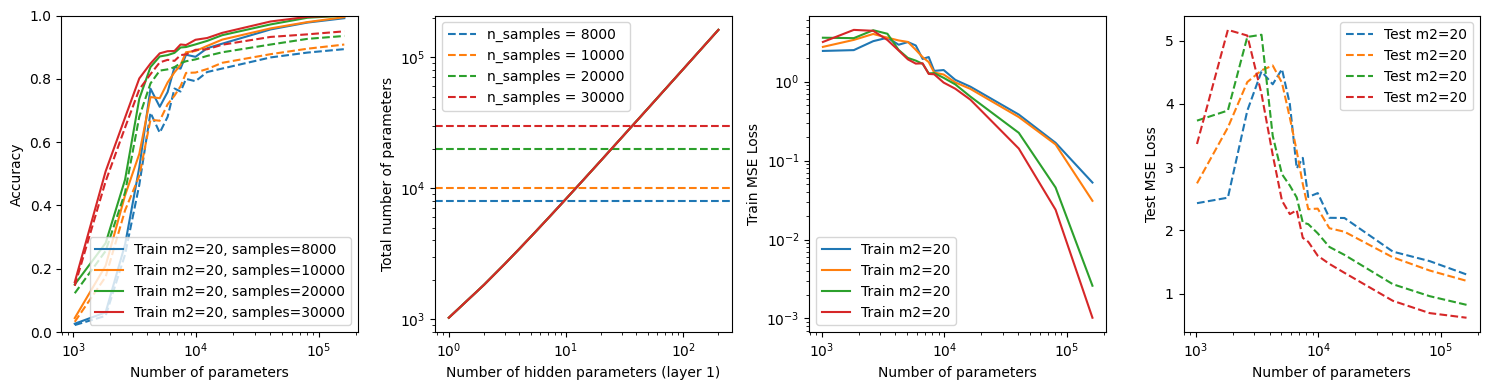 1.0
0.8
0.6
0.4
0.2
0.0
Accuracy
Train m2=20, samples=8000
Train m2=20, samples=10000
Train m2=20, samples=20000
Train m2=20, samples=30000
10³
10⁴
10⁵
Number of parameters
10⁵
10⁴
10³
Total number of parameters
n_samples = 8000
n_samples = 10000
n_samples = 20000
n_samples = 30000
10⁰
10¹
10²
Number of hidden parameters (layer 1)
10⁰
10⁻¹
10⁻²
10⁻³
Train MSE Loss
Train m2=20
Train m2=20
Train m2=20
Train m2=20
10³
10⁴
10⁵
Number of parameters
5
4
3
2
1
Test MSE Loss
Test m2=20
Test m2=20
Test m2=20
Test m2=20
10³
10⁴
10⁵
Number of parameters